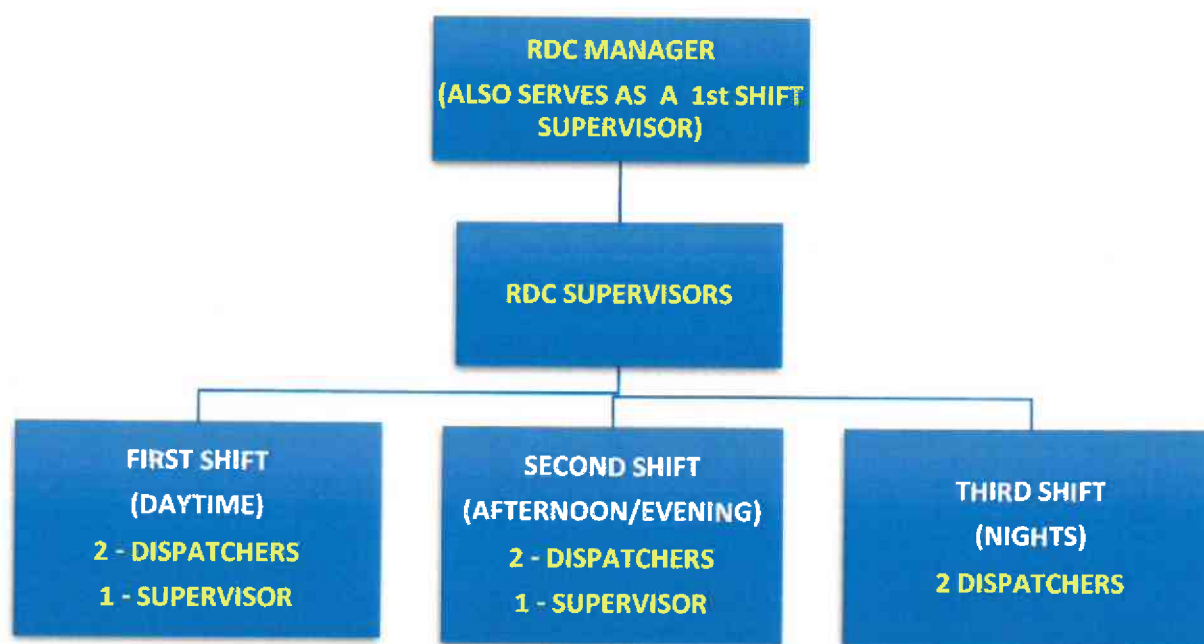 RDC MANAGER
(ALSO SERVES AS A 1st SHIFT
SUPERVISOR)
RDC SUPERVISORS
FIRST SHIFT
(DAYTIME)
2 - DISPATCHERS
1 - SUPERVISOR
SECOND SHIFT
(AFTERNOON/EVENING)
2 - DISPATCHERS
1 - SUPERVISOR
THIRD SHIFT
(NIGHTS)
2 DISPATCHERS